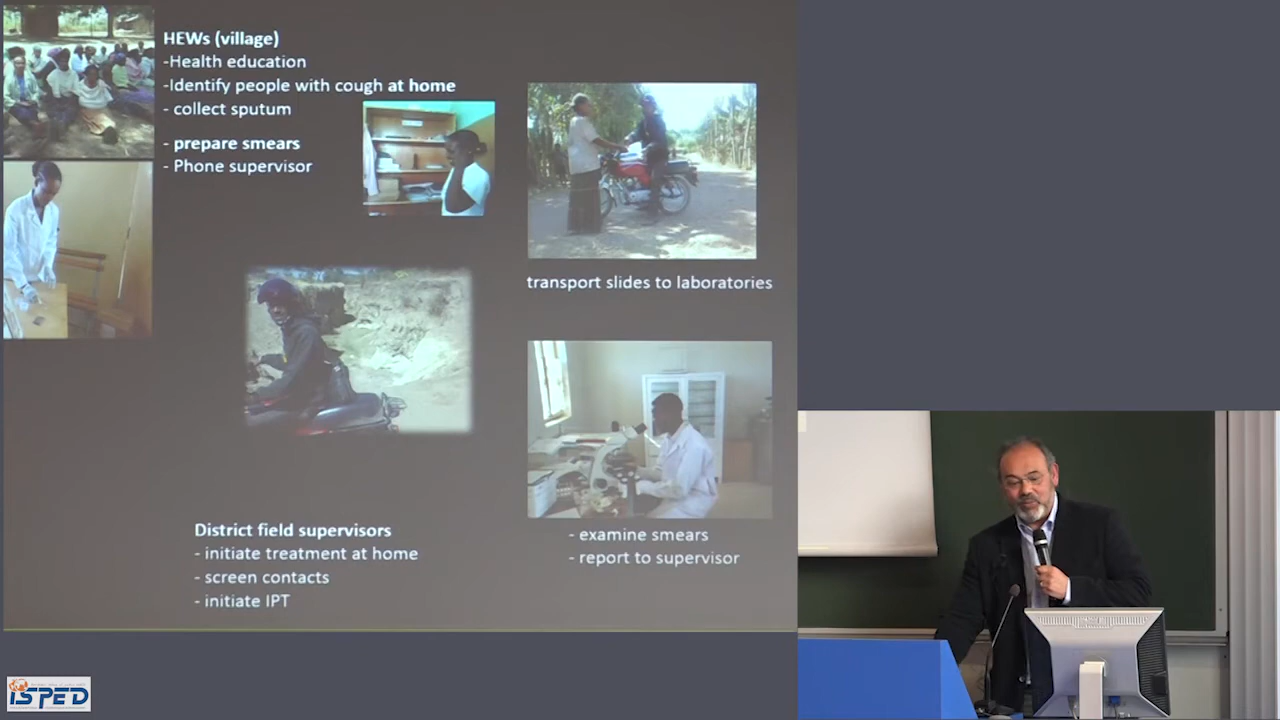 HEWs (village)
-Health education
-Identify people with cough at home
- collect sputum
- prepare smears
- Phone supervisor
transport slides to laboratories
District field supervisors
- initiate treatment at home
- screen contacts
- initiate IPT
- examine smears
- report to supervisor
ISPED